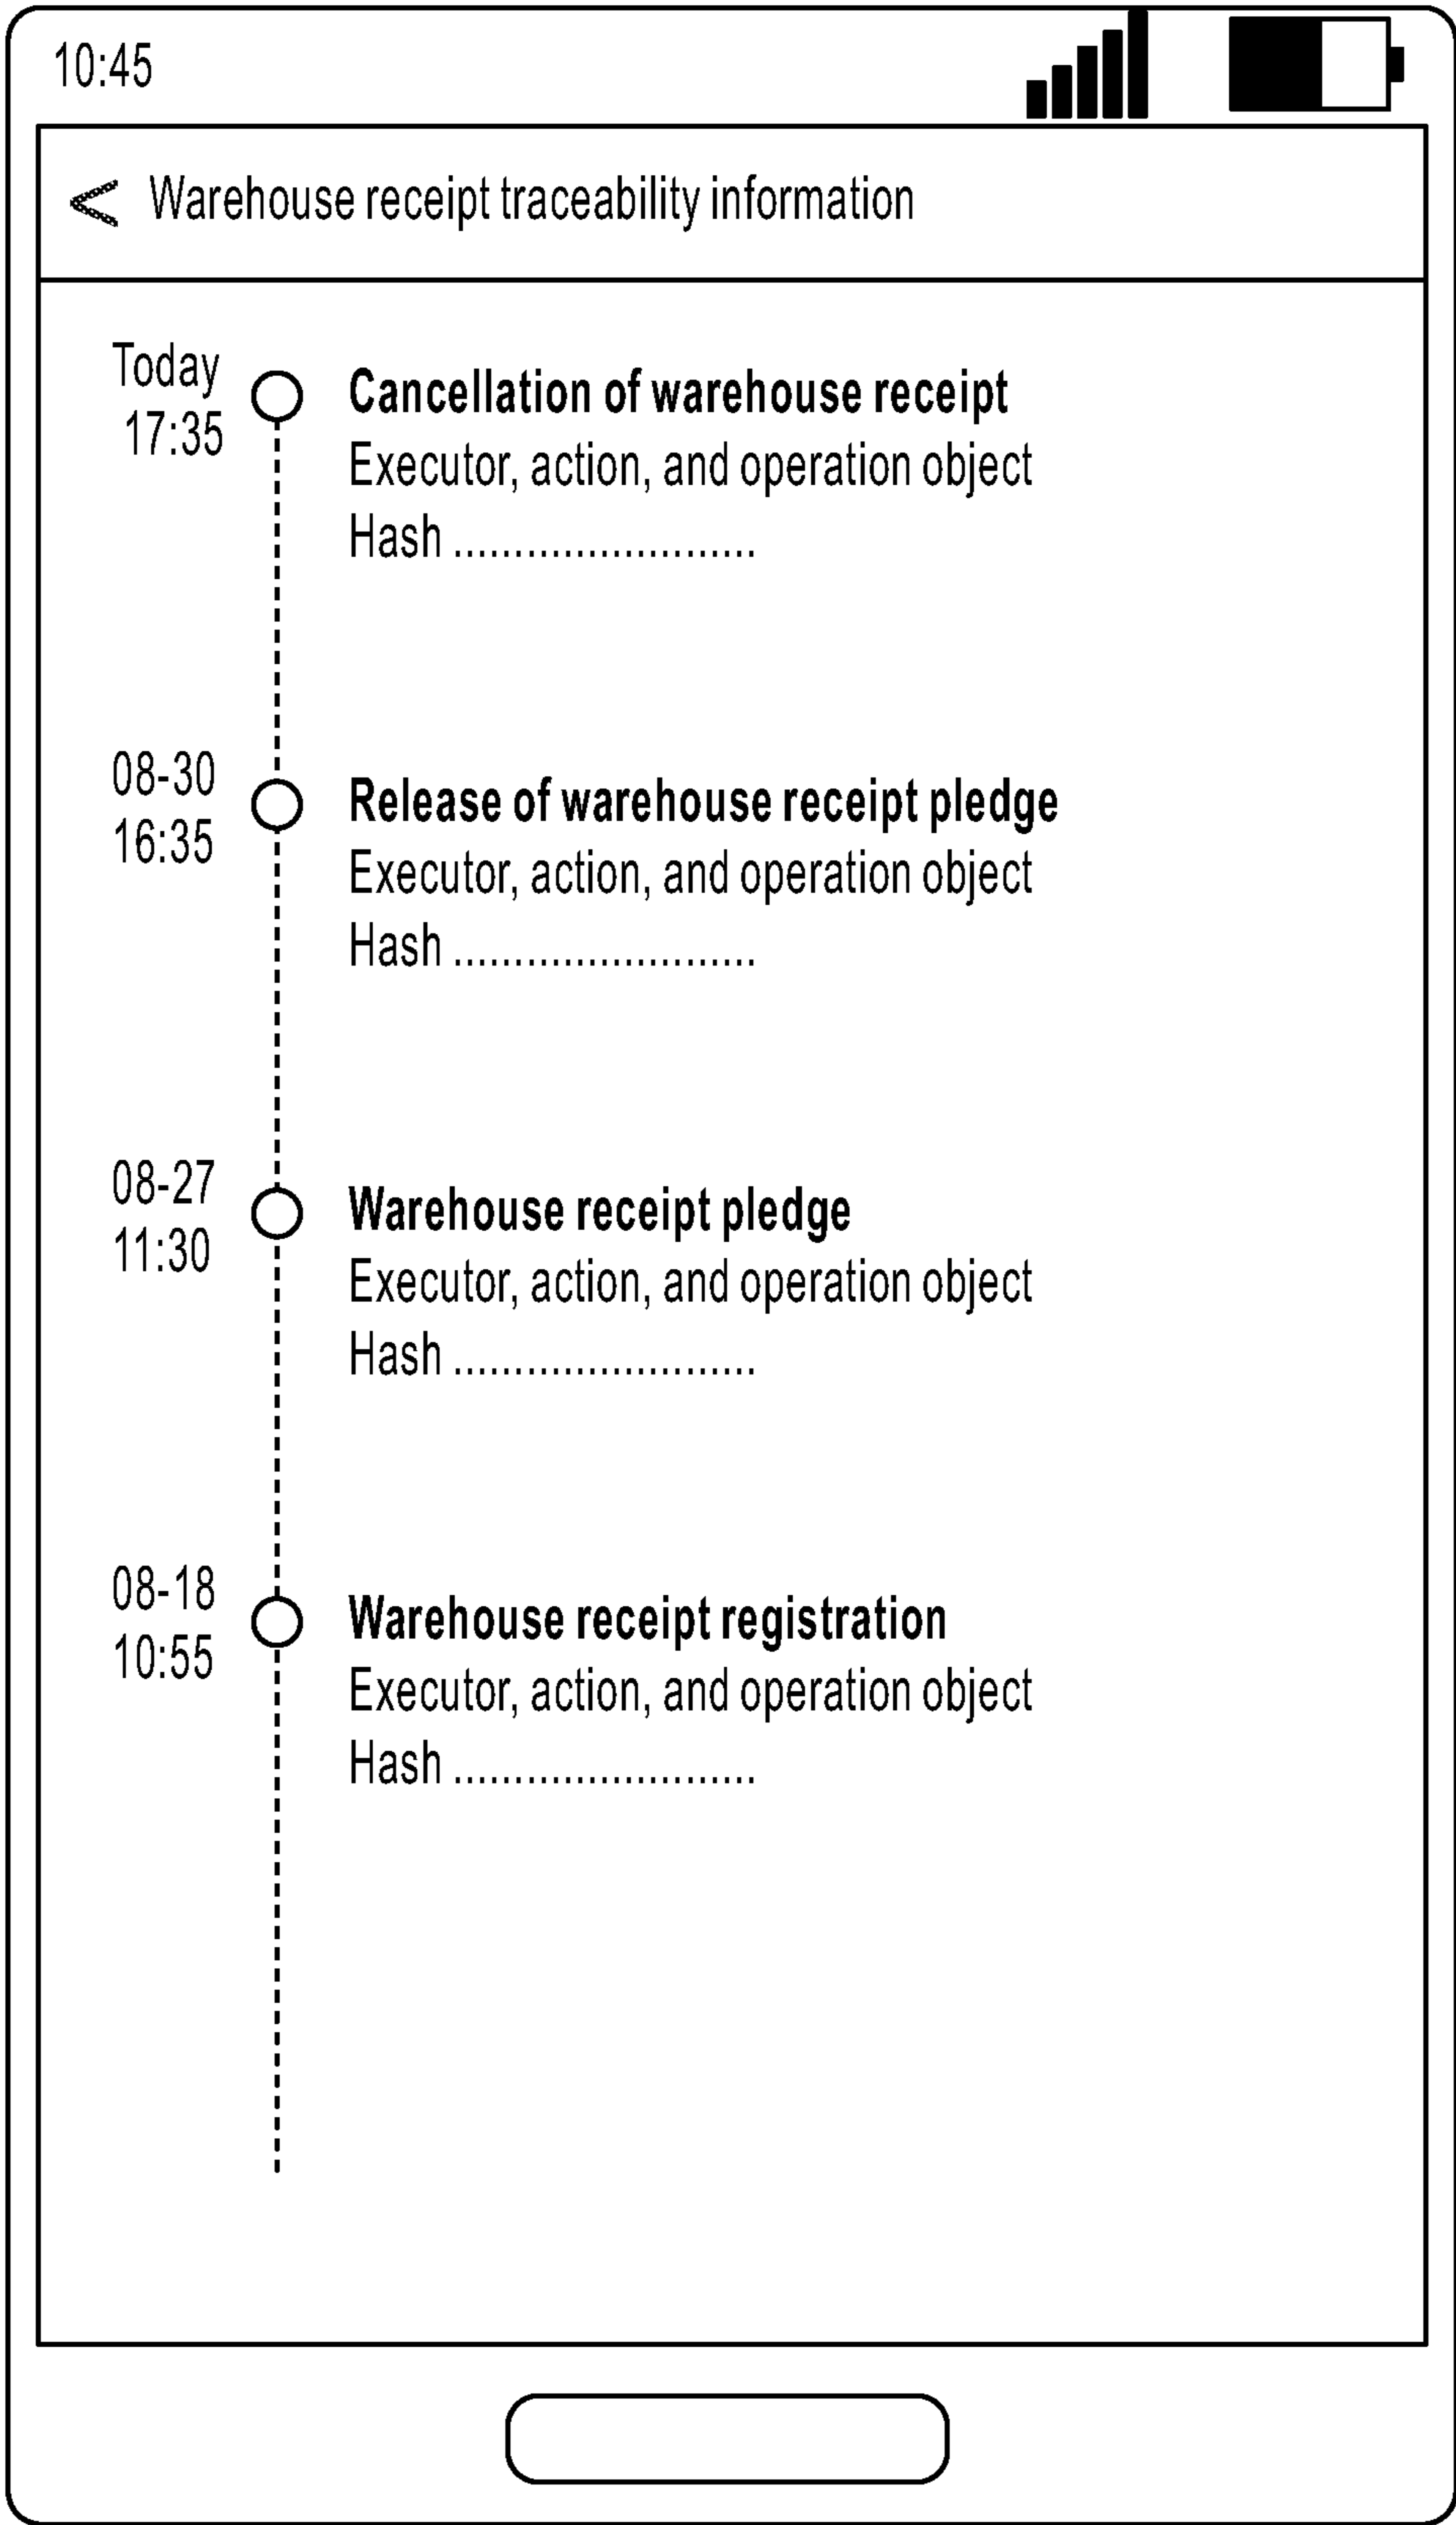 10:45
< Warehouse receipt traceability information
Today
17:35
Cancellation of warehouse receipt
Executor, action, and operation object
Hash .........................
08-30
16:35
Release of warehouse receipt pledge
Executor, action, and operation object
Hash .........................
08-27
11:30
Warehouse receipt pledge
Executor, action, and operation object
Hash .........................
08-18
10:55
Warehouse receipt registration
Executor, action, and operation object
Hash .........................